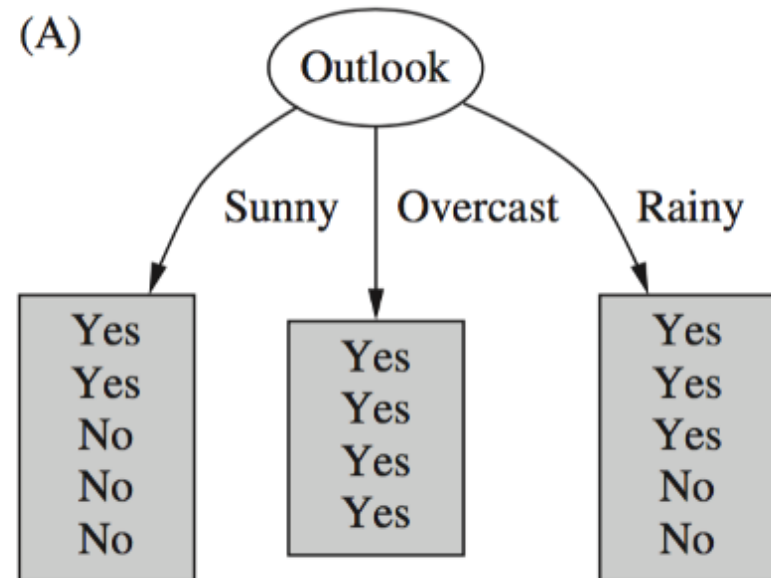 (A)
Outlook
Sunny
Overcast
Rainy
Yes
Yes
No
No
No
Yes
Yes
Yes
Yes
Yes
Yes
Yes
No
No